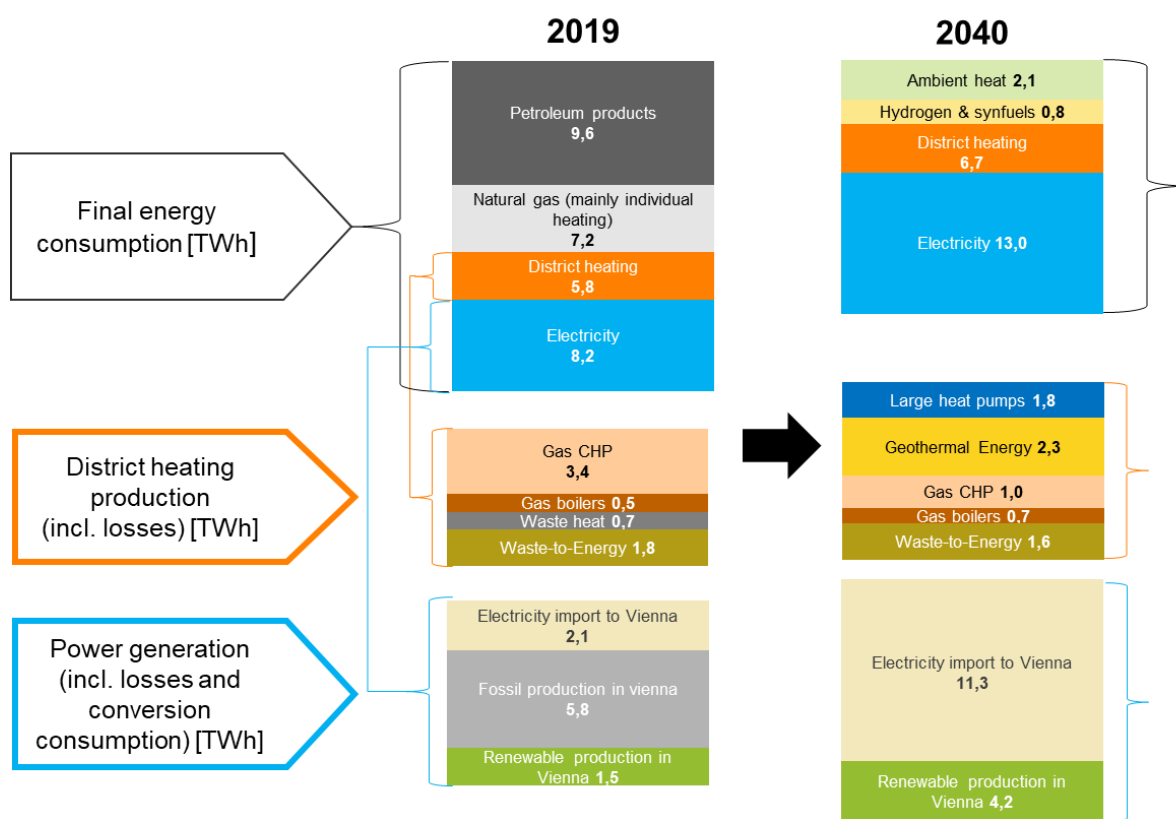 2019
2040
Final energy
consumption [TWh]
Petroleum products
9,6
Natural gas (mainly individual
heating)
7,2
District heating
5,8
Electricity
8,2
Ambient heat 2,1
Hydrogen & synfuels 0,8
District heating
6,7
Electricity 13,0
District heating
production
(incl. losses) [TWh]
Gas CHP
3,4
Gas boilers 0,5
Waste heat 0,7
Waste-to-Energy 1,8
Large heat pumps 1,8
Geothermal Energy 2,3
Gas CHP 1,0
Gas boilers 0,7
Waste-to-Energy 1,6
Power generation
(incl. losses and
conversion
consumption) [TWh]
Electricity import to Vienna
2,1
Fossil production in vienna
5,8
Renewable production in
Vienna 1,5
Electricity import to Vienna
11,3
Renewable production in
Vienna 4,2